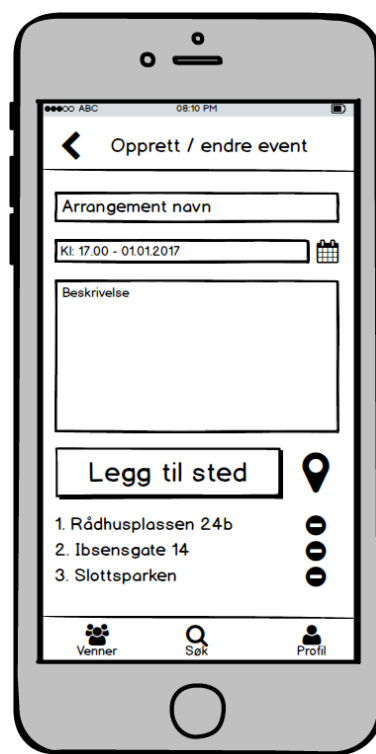 ABC 08:10 PM
Opprett / endre event
Arrangement navn
Kl: 17.00 - 01.01.2017
Beskrivelse
Legg til sted
1. Rådhusplassen 24b
2. Ibsensgate 14
3. Slottsparken
Venner Søk Profil